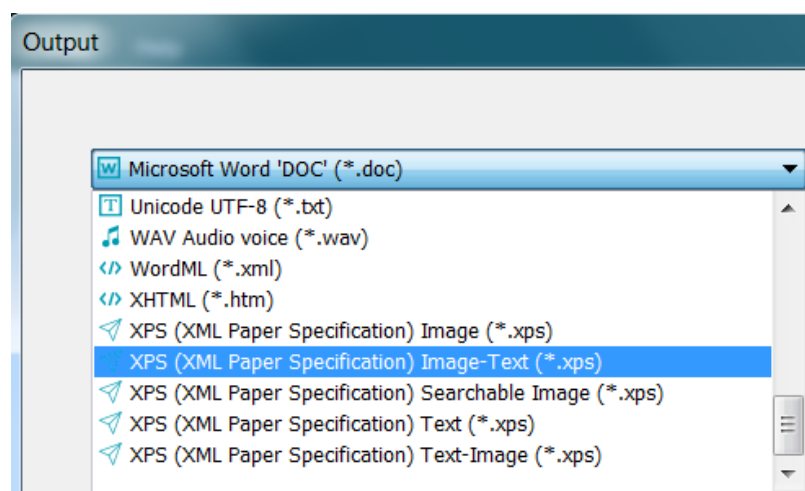 Output
Microsoft Word 'DOC' (*.doc)
Unicode UTF-8 (*.txt)
WAV Audio voice (*.wav)
WordML (*.xml)
XHTML (*.htm)
XPS (XML Paper Specification) Image (*.xps)
XPS (XML Paper Specification) Image-Text (*.xps)
XPS (XML Paper Specification) Searchable Image (*.xps)
XPS (XML Paper Specification) Text (*.xps)
XPS (XML Paper Specification) Text-Image (*.xps)